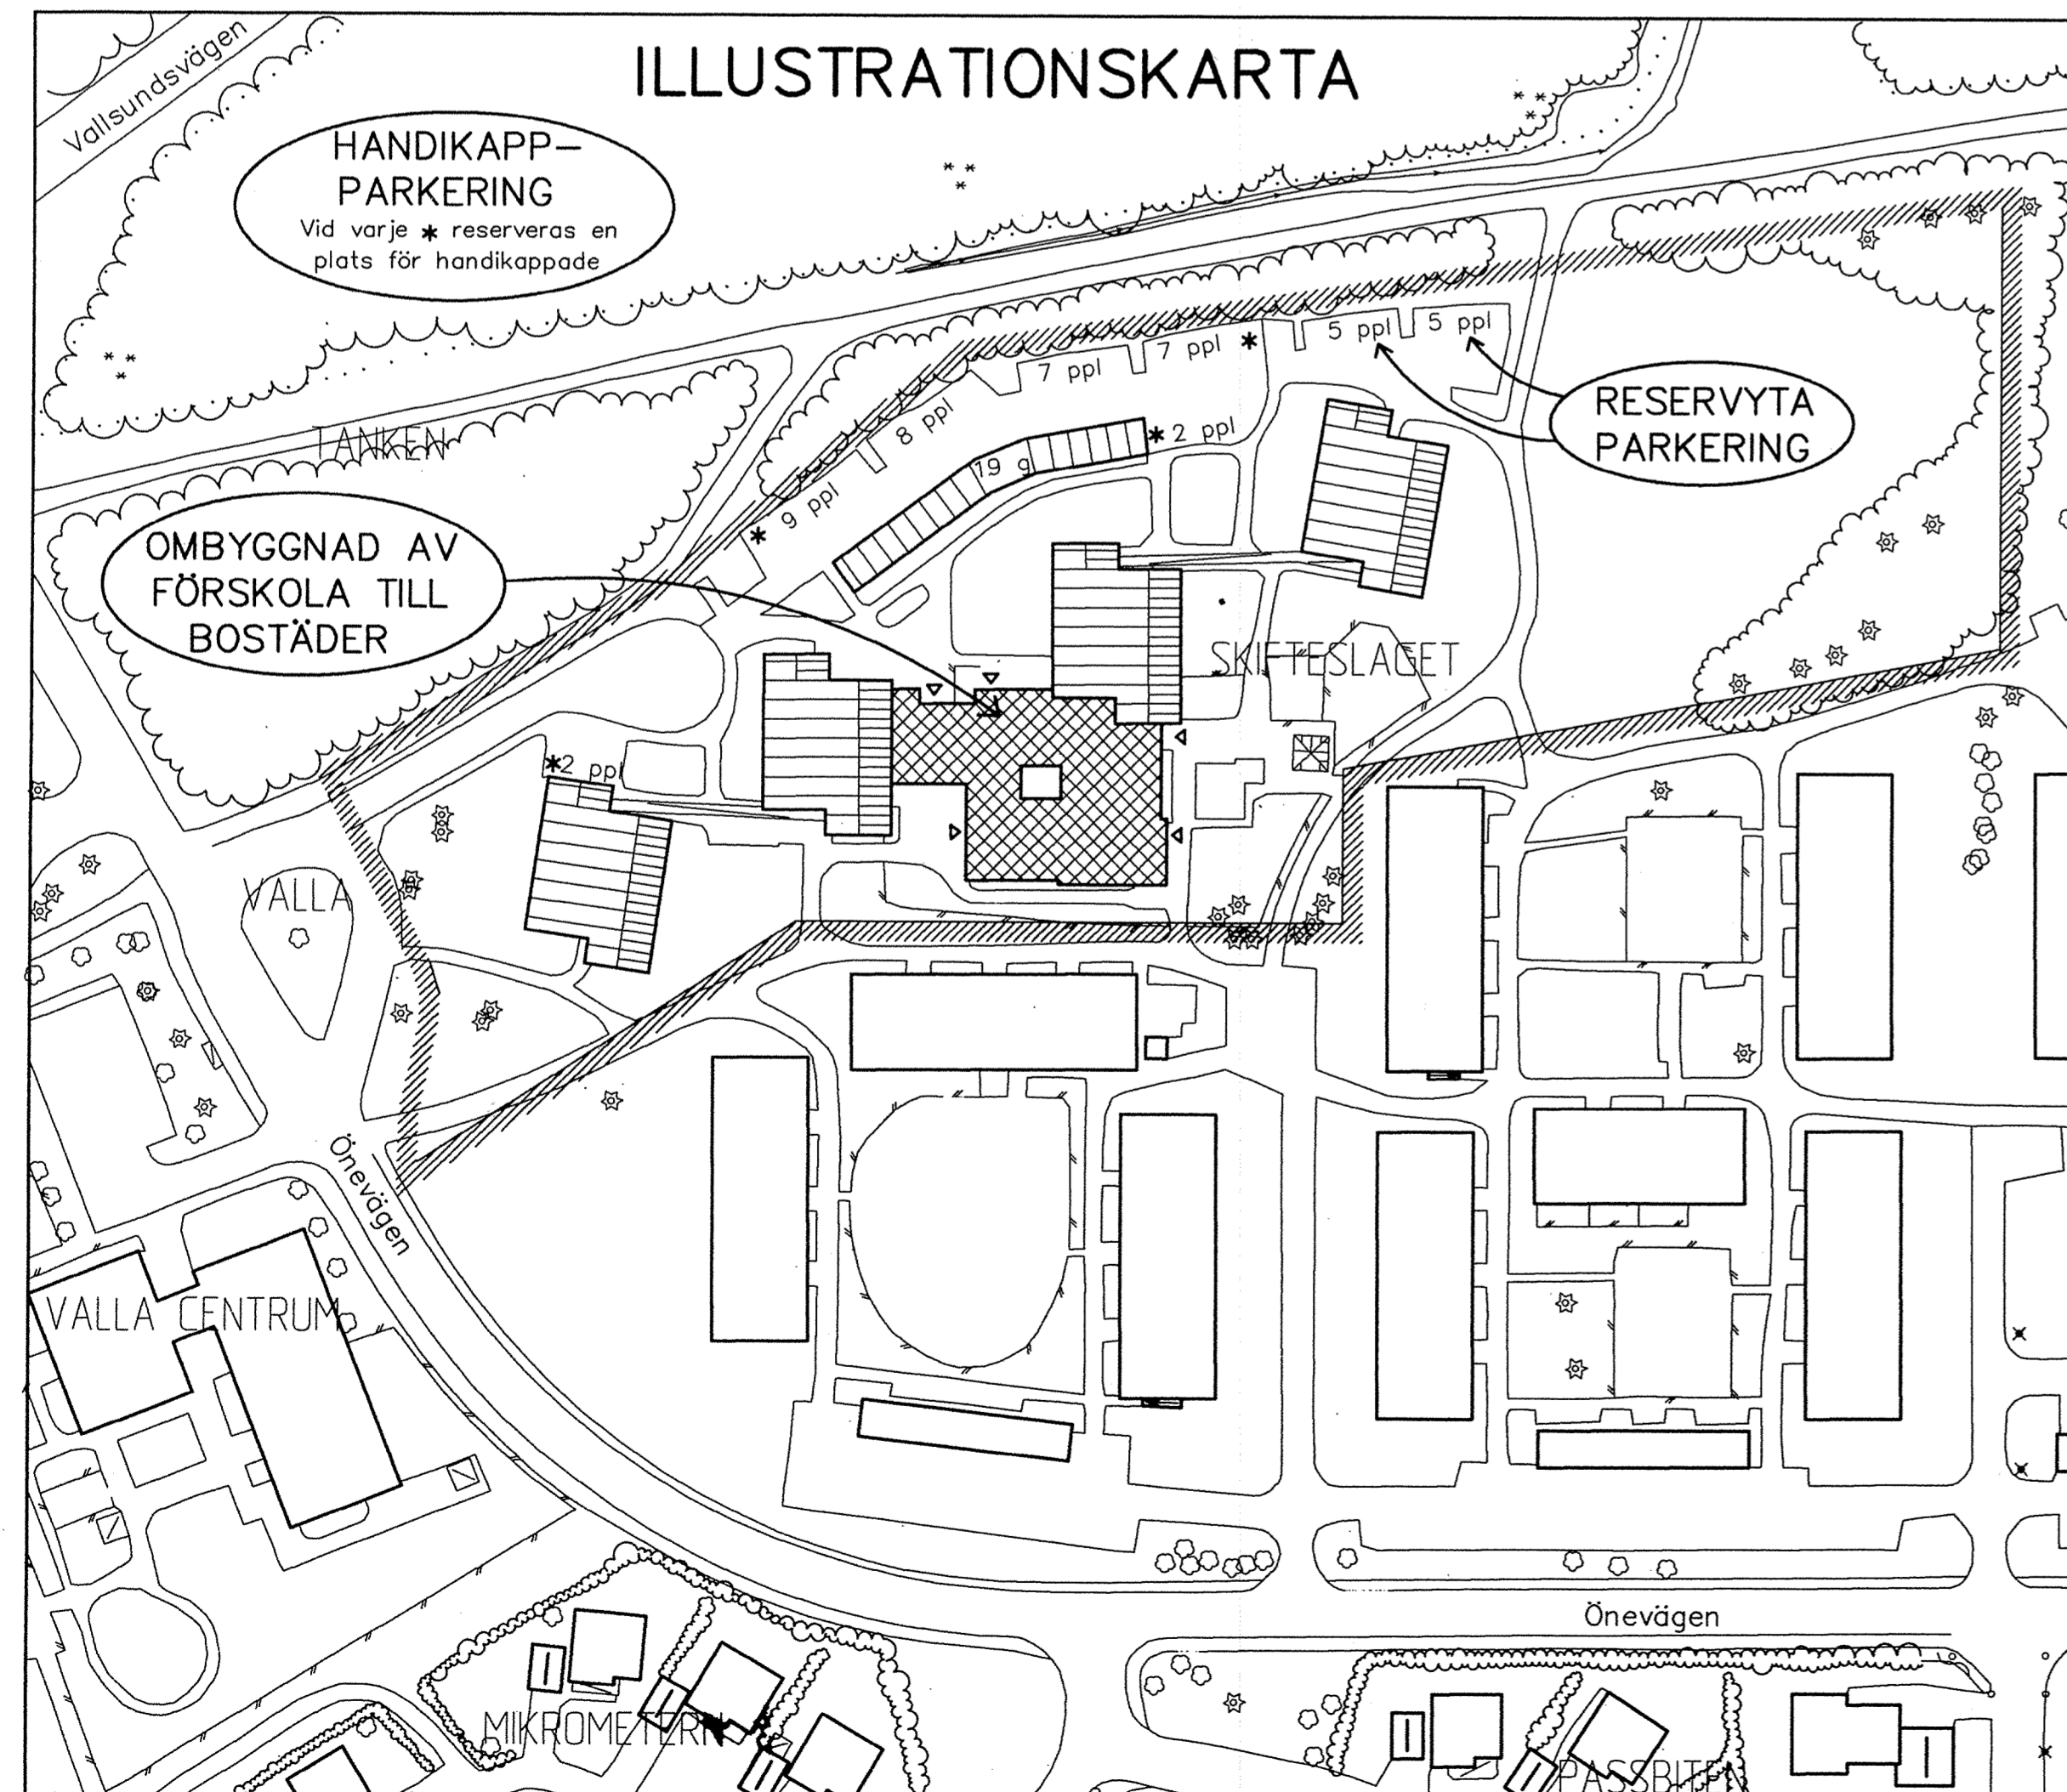 ILLUSTRATIONSKARTA
Vallsundsvägen
HANDIKAPP-
PARKERING
Vid varje * reserveras en
plats för handikappade
5 ppl
5 ppl
7 ppl *
7 ppl
8 ppl
* 9 ppl
* 2 ppl
19 g
RESERVYTA
PARKERING
TANKEN
OMBYGGNAD AV
FÖRSKOLA TILL
BOSTÄDER
SKIFTESLAGET
*2 ppl
VALLA
Önevägen
VALLA CENTRUM
Önevägen
MIKROMETERN
PASSBITEN